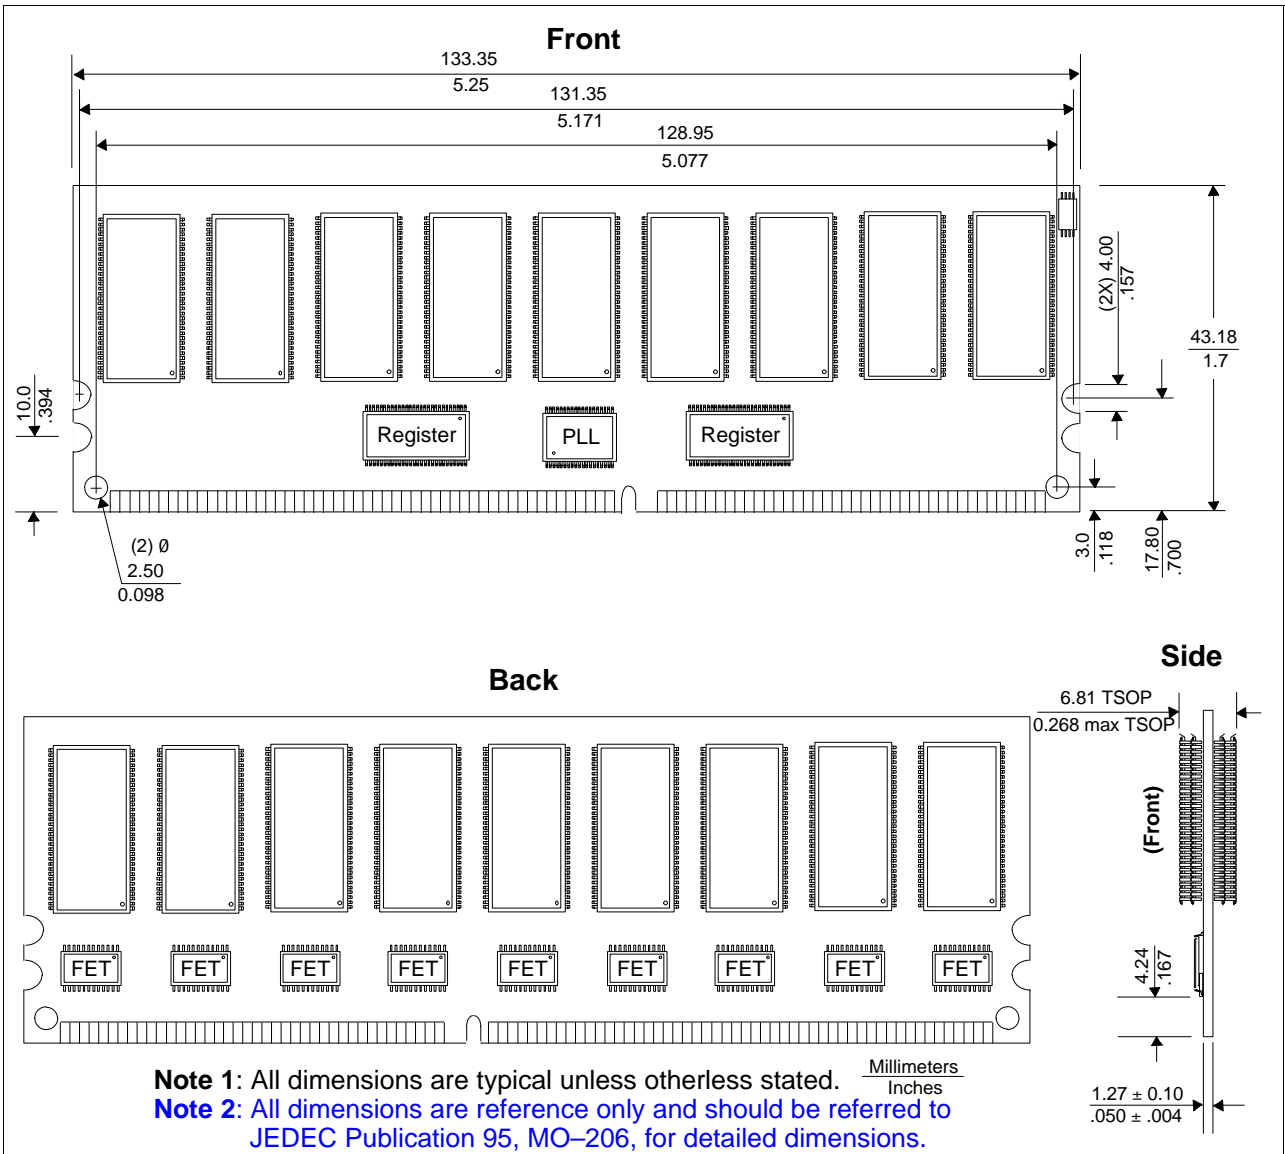 Front
133.35
5.25
131.35
5.171
128.95
5.077
(2X) 4.00
.157
43.18
1.7
10.0
.394
Register
PLL
Register
(2) Ø
2.50
0.098
3.0
.118
17.80
.700
Back
Side
6.81 TSOP
0.268 max TSOP
(Front)
FET
FET
FET
FET
FET
FET
FET
FET
FET
4.24
.167
1.27 ± 0.10
.050 ± .004
Note 1: All dimensions are typical unless otherless stated.
Millimeters
Inches
Note 2: All dimensions are reference only and should be referred to
JEDEC Publication 95, MO–206, for detailed dimensions.